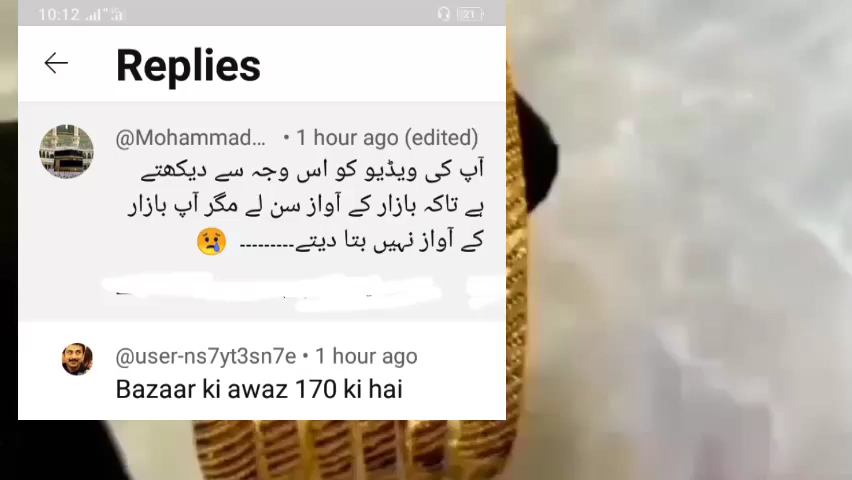 10:12
21
Replies
@Mohammad... • 1 hour ago (edited)
آپ کی ویڈیو کو اس وجہ سے دیکھتے
ہے تاکہ بازار کے آواز سن لے مگر آپ بازار
کے آواز نہیں بتا دیتے--------- 😢
@user-ns7yt3sn7e • 1 hour ago
Bazaar ki awaz 170 ki hai